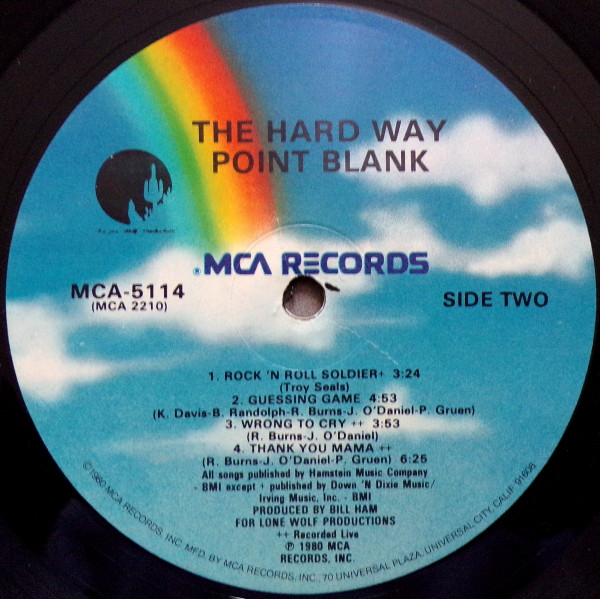 THE HARD WAY
POINT BLANK
MCA RECORDS
MCA-5114
(MCA 2210)
SIDE TWO
1. ROCK 'N ROLL SOLDIER+ 3:24
(Troy Seals)
2. GUESSING GAME 4:53
(K. Davis-B. Randolph-R. Burns-J. O'Daniel-P. Gruen)
3. WRONG TO CRY ++ 3:53
(R. Burns-J. O'Daniel)
4. THANK YOU MAMA ++
(R. Burns-J. O'Daniel-P. Gruen) 6:25
All songs published by Hamstein Music Company
- BMI except + published by Down 'N Dixie Music/
Irving Music, Inc. - BMI
PRODUCED BY BILL HAM
FOR LONE WOLF PRODUCTIONS
++ Recorded Live
℗ 1980 MCA
RECORDS, INC.
© 1980 MCA RECORDS, INC. MFD. BY MCA RECORDS, INC., 70 UNIVERSAL PLAZA, UNIVERSAL CITY, CALIF. 91608